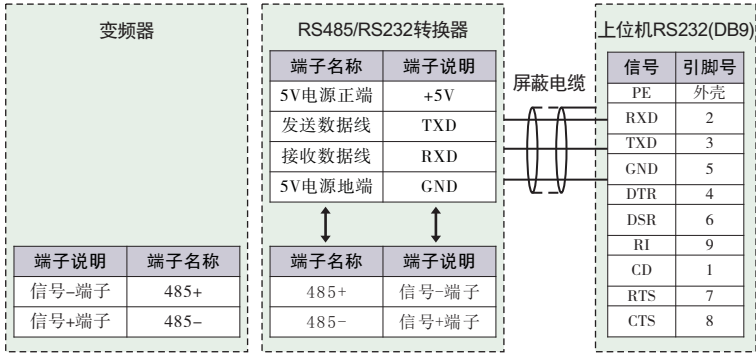 变频器
端子说明 端子名称
信号-端子 485+
信号+端子 485-
RS485/RS232转换器
端子名称 端子说明
5V电源正端 +5V
发送数据线 TXD
接收数据线 RXD
5V电源地端 GND
端子名称 端子说明
485+ 信号-端子
485- 信号+端子
屏蔽电缆
上位机RS232(DB9)
信号 引脚号
PE 外壳
RXD 2
TXD 3
GND 5
DTR 4
DSR 6
RI 9
CD 1
RTS 7
CTS 8